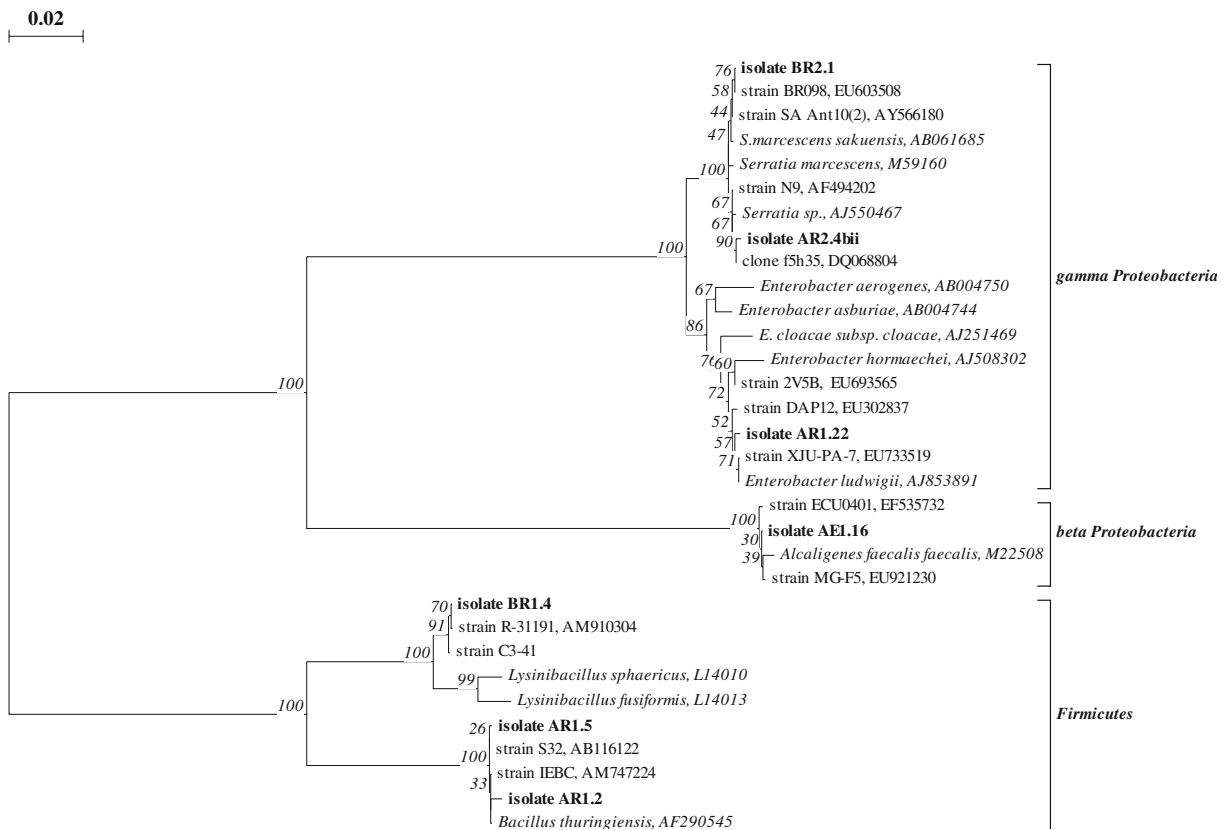 0.02
76 isolate BR2.1
58 strain BR098, EU603508
44 strain SA Ant10(2), AY566180
47 S.marcescens sakuensis, AB061685
100 Serratia marcescens, M59160
strain N9, AF494202
67
67 Serratia sp., AJ550467
90 isolate AR2.4bii
100 clone f5h35, DQ068804
gamma Proteobacteria
67 Enterobacter aerogenes, AB004750
Enterobacter asburiae, AB004744
86
E. cloacae subsp. cloacae, AJ251469
76 60 Enterobacter hormaechei, AJ508302
strain 2V5B, EU693565
72
100
strain DAP12, EU302837
52
isolate AR1.22
57
71 strain XJU-PA-7, EU733519
Enterobacter ludwigii, AJ853891
strain ECU0401, EF535732
100
isolate AE1.16
beta Proteobacteria
30
39 Alcaligenes faecalis faecalis, M22508
strain MG-F5, EU921230
70 isolate BR1.4
91 strain R-31191, AM910304
100 strain C3-41
99 Lysinibacillus sphaericus, L14010
Lysinibacillus fusiformis, L14013
100
Firmicutes
26 isolate AR1.5
100 strain S32, AB116122
strain IEBC, AM747224
33
isolate AR1.2
Bacillus thuringiensis, AF290545